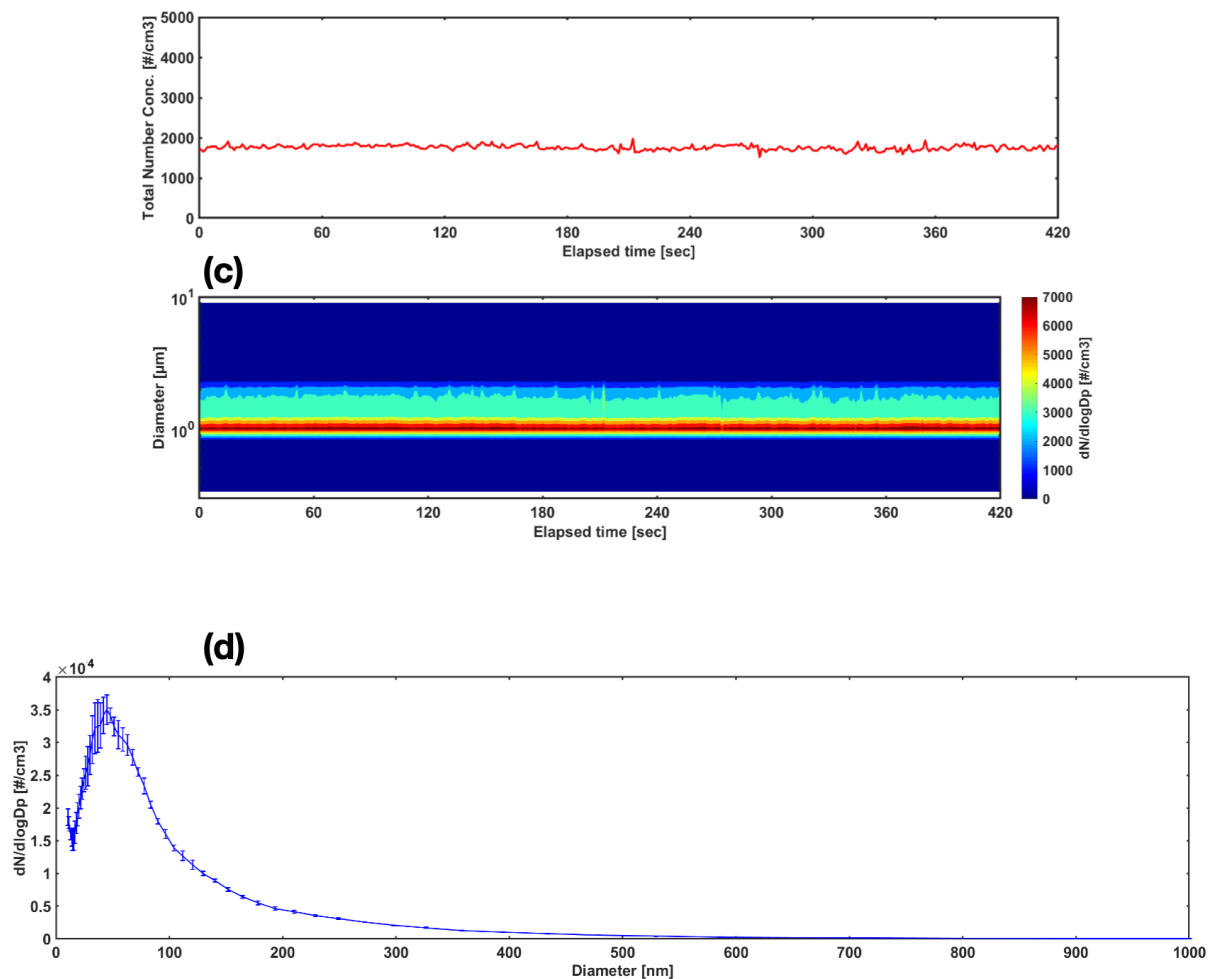 5000
4000
3000
2000
1000
0
Total Number Conc. [#/cm3]
0 60 120 180 240 300 360 420
Elapsed time [sec]
(c)
10^1
10^0
Diameter [µm]
0 60 120 180 240 300 360 420
Elapsed time [sec]
7000
6000
5000
4000
3000
2000
1000
0
dN/dlogDp [#/cm3]
(d)
×10^4
4
3.5
3
2.5
2
1.5
1
0.5
0
dN/dlogDp [#/cm3]
0 100 200 300 400 500 600 700 800 900 1000
Diameter [nm]